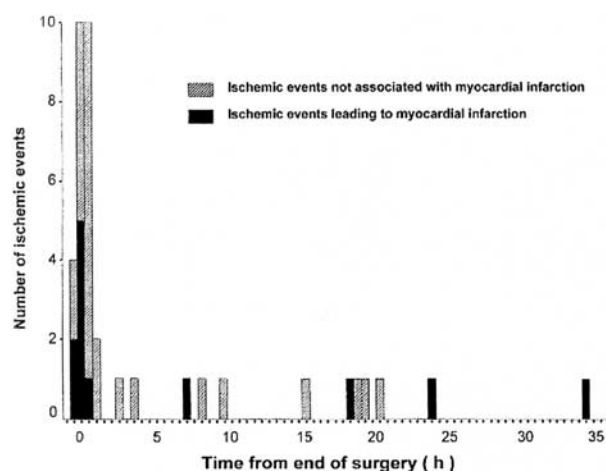 10
8
6
4
2
0
Number of ischemic events
Ischemic events not associated with myocardial infarction
Ischemic events leading to myocardial infarction
0 5 10 15 20 25 30 35
Time from end of surgery ( h )